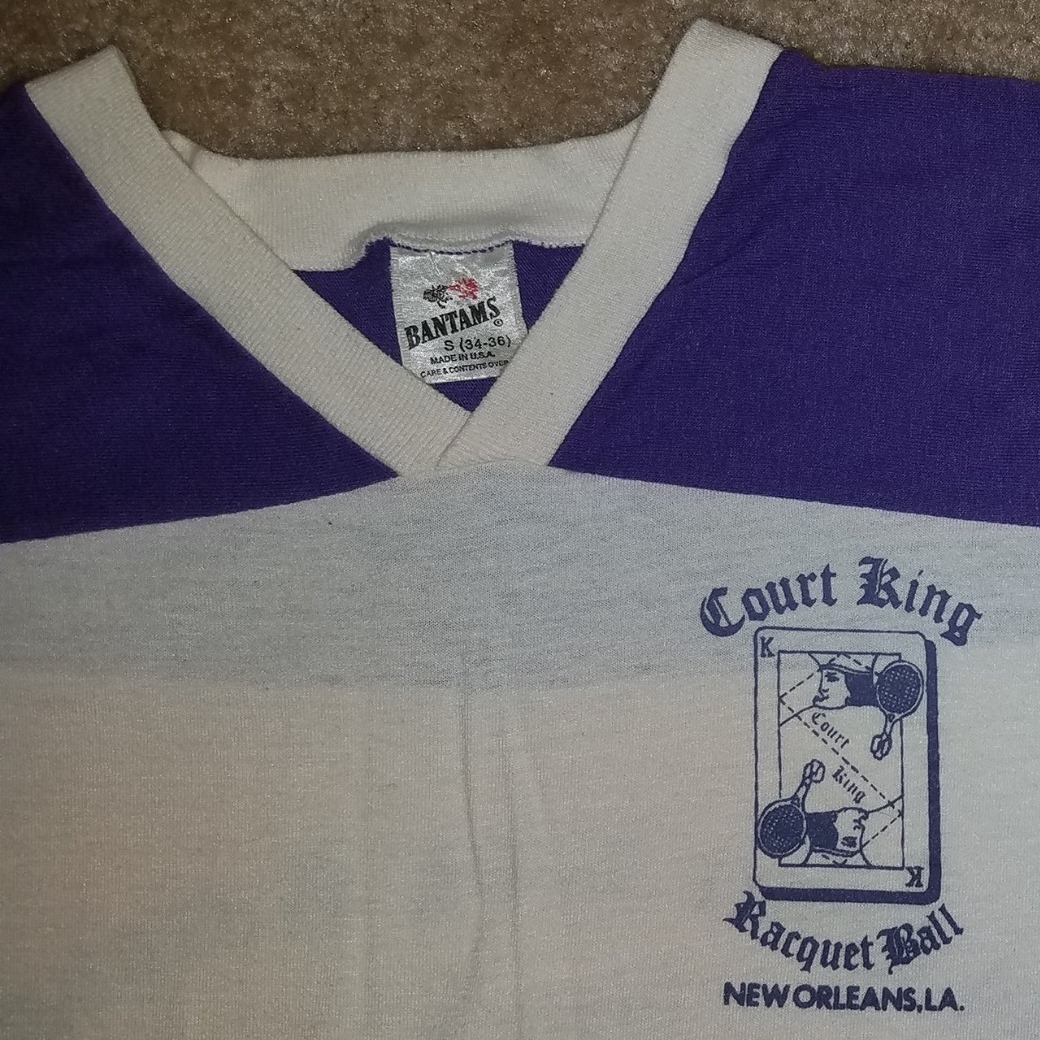 BANTAMS®
S (34-36)
MADE IN U.S.A.
CARE & CONTENTS OVER
Court King
K
Court
King
K
Racquet Ball
NEW ORLEANS, LA.